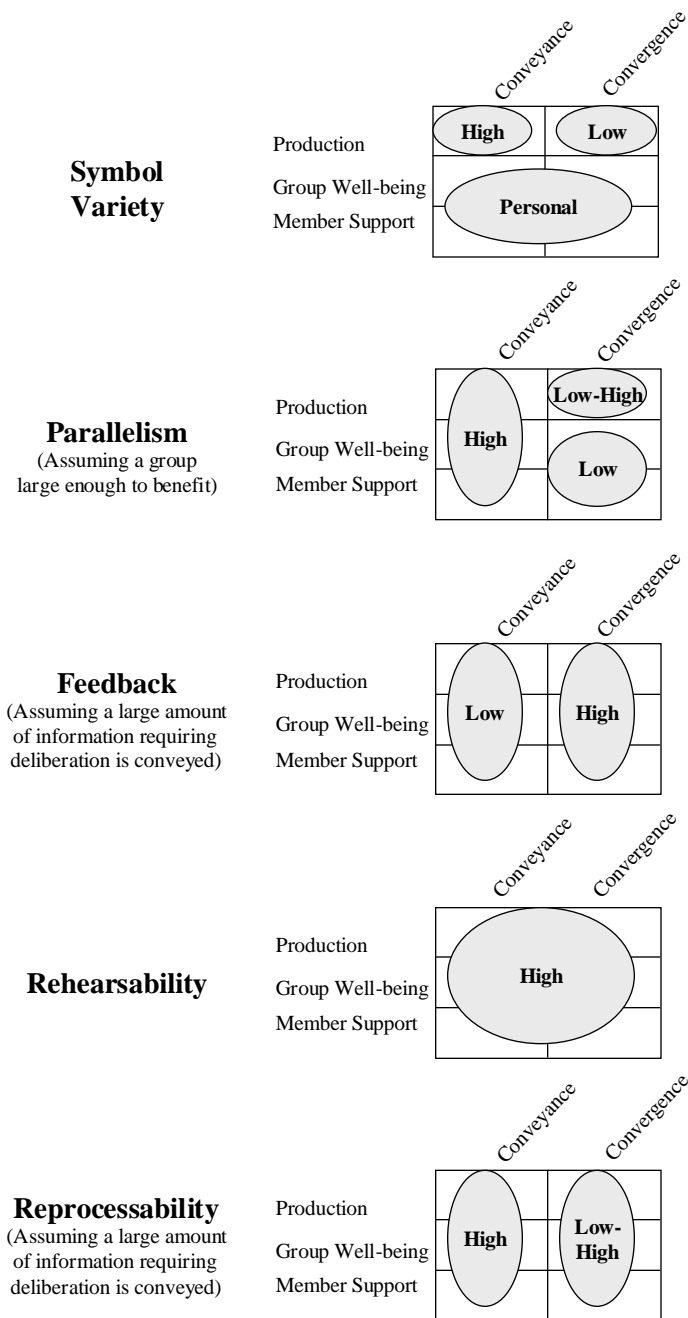 Conveyance
Convergence
Symbol
Variety
Production
Group Well-being
Member Support
High
Low
Personal
Conveyance
Convergence
Parallelism
(Assuming a group
large enough to benefit)
Production
Group Well-being
Member Support
High
Low-High
Low
Conveyance
Convergence
Feedback
(Assuming a large amount
of information requiring
deliberation is conveyed)
Production
Group Well-being
Member Support
Low
High
Conveyance
Convergence
Rehearsability
Production
Group Well-being
Member Support
High
Conveyance
Convergence
Reprocessability
(Assuming a large amount
of information requiring
deliberation is conveyed)
Production
Group Well-being
Member Support
High
Low-
High